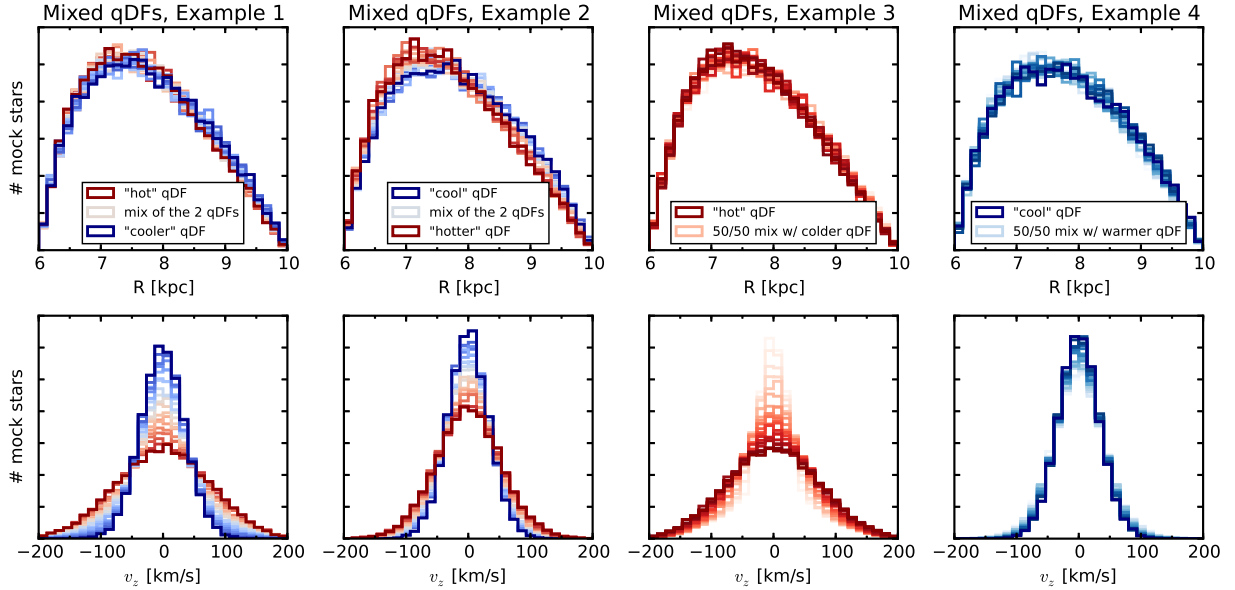 Mixed qDFs, Example 1
Mixed qDFs, Example 2
Mixed qDFs, Example 3
Mixed qDFs, Example 4
# mock stars
"hot" qDF
mix of the 2 qDFs
"cooler" qDF
"cool" qDF
mix of the 2 qDFs
"hotter" qDF
"hot" qDF
50/50 mix w/ colder qDF
"cool" qDF
50/50 mix w/ warmer qDF
6 7 8 9 10
6 7 8 9 10
6 7 8 9 10
6 7 8 9 10
R [kpc]
R [kpc]
R [kpc]
R [kpc]
# mock stars
−200 −100 0 100 200
−200 −100 0 100 200
−200 −100 0 100 200
−200 −100 0 100 200
v_z [km/s]
v_z [km/s]
v_z [km/s]
v_z [km/s]